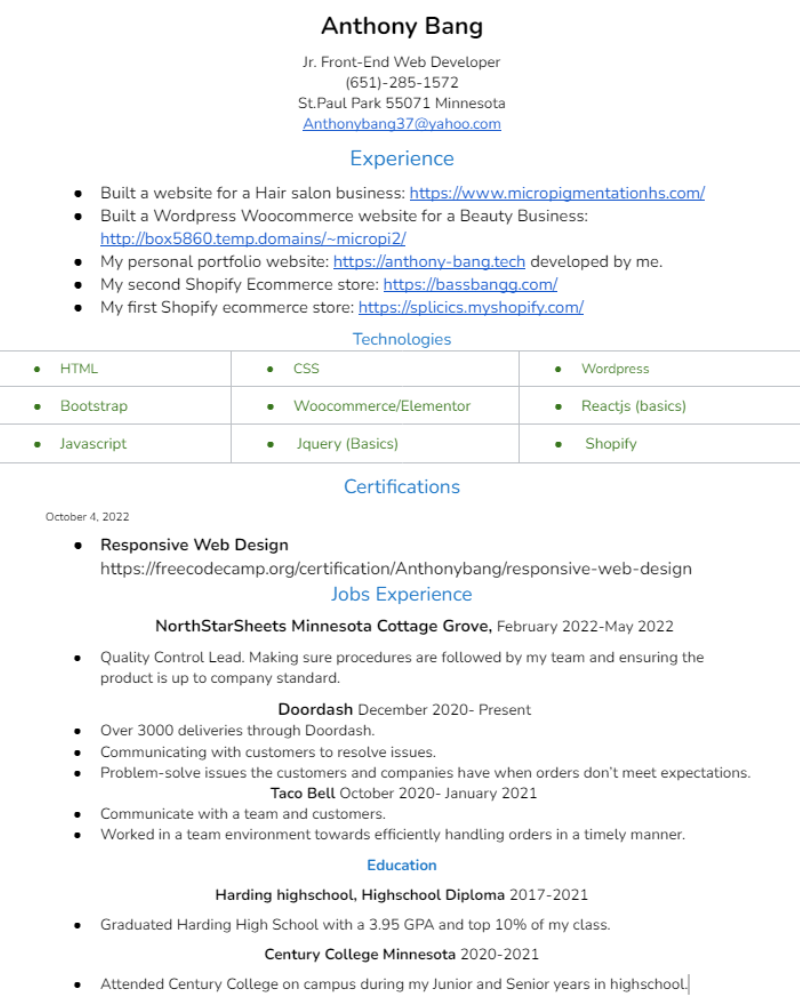 Anthony Bang
Jr. Front-End Web Developer
(651)-285-1572
St.Paul Park 55071 Minnesota
Anthonybang37@yahoo.com
Experience
● Built a website for a Hair salon business: https://www.micropigmentationhs.com/
● Built a Wordpress Woocommerce website for a Beauty Business:
http://box5860.temp.domains/~micropi2/
● My personal portfolio website: https://anthony-bang.tech developed by me.
● My second Shopify Ecommerce store: https://bassbangg.com/
● My first Shopify ecommerce store: https://splicics.myshopify.com/
Technologies
● HTML ● CSS ● Wordpress
● Bootstrap ● Woocommerce/Elementor ● Reactjs (basics)
● Javascript ● Jquery (Basics) ● Shopify
Certifications
October 4, 2022
● Responsive Web Design
https://freecodecamp.org/certification/Anthonybang/responsive-web-design
Jobs Experience
NorthStarSheets Minnesota Cottage Grove, February 2022-May 2022
● Quality Control Lead. Making sure procedures are followed by my team and ensuring the
product is up to company standard.
Doordash December 2020- Present
● Over 3000 deliveries through Doordash.
● Communicating with customers to resolve issues.
● Problem-solve issues the customers and companies have when orders don’t meet expectations.
Taco Bell October 2020- January 2021
● Communicate with a team and customers.
● Worked in a team environment towards efficiently handling orders in a timely manner.
Education
Harding highschool, Highschool Diploma 2017-2021
● Graduated Harding High School with a 3.95 GPA and top 10% of my class.
Century College Minnesota 2020-2021
● Attended Century College on campus during my Junior and Senior years in highschool.